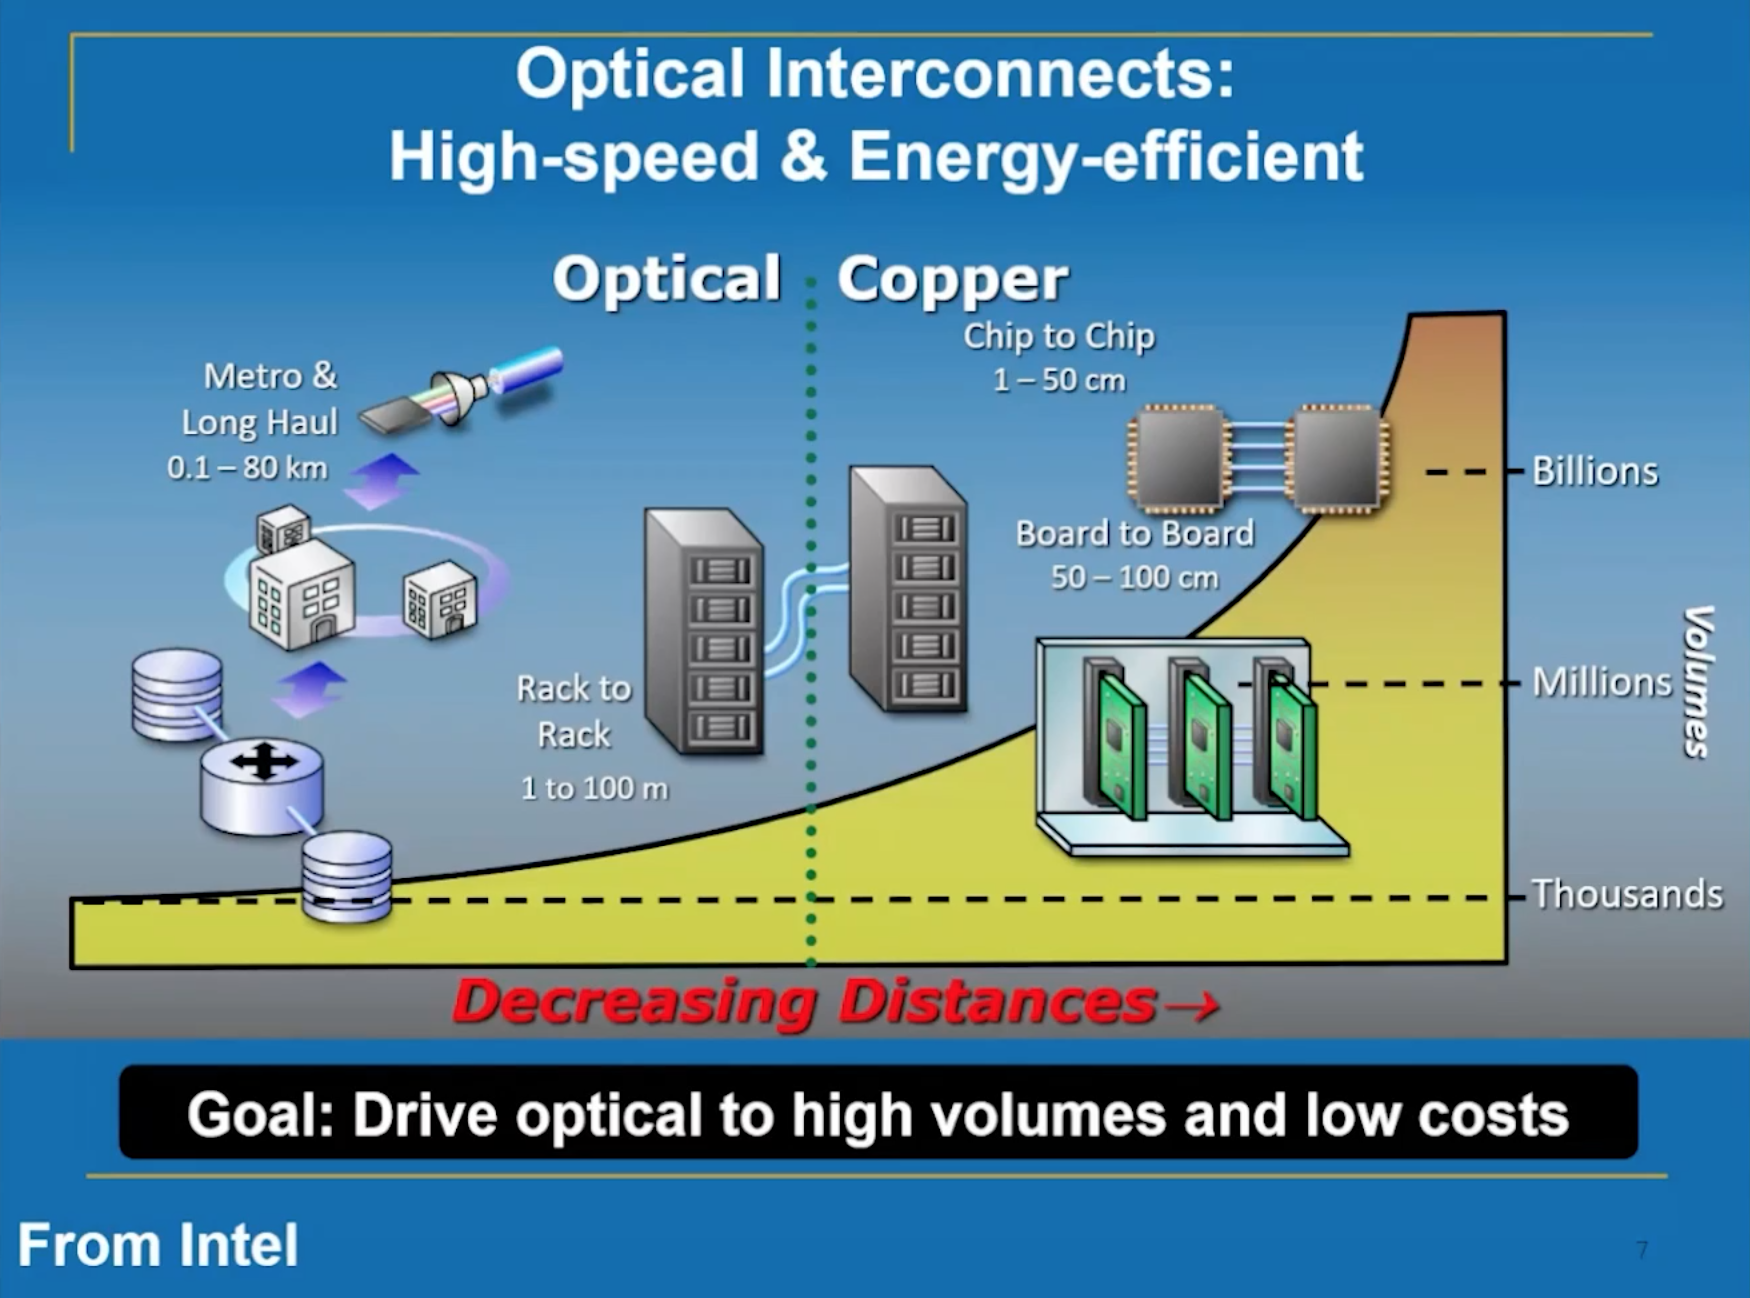 Optical Interconnects:
High-speed & Energy-efficient
Optical
Copper
Metro &
Long Haul
0.1 – 80 km
Chip to Chip
1 – 50 cm
Board to Board
50 – 100 cm
Rack to
Rack
1 to 100 m
Billions
Millions
Thousands
Volumes
Decreasing Distances→
Goal: Drive optical to high volumes and low costs
From Intel
7